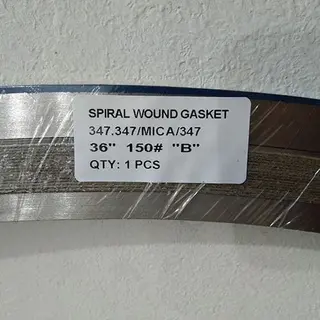 SPIRAL WOUND GASKET
347,347/MICA/347
36" 150# "B"
QTY: 1 PCS